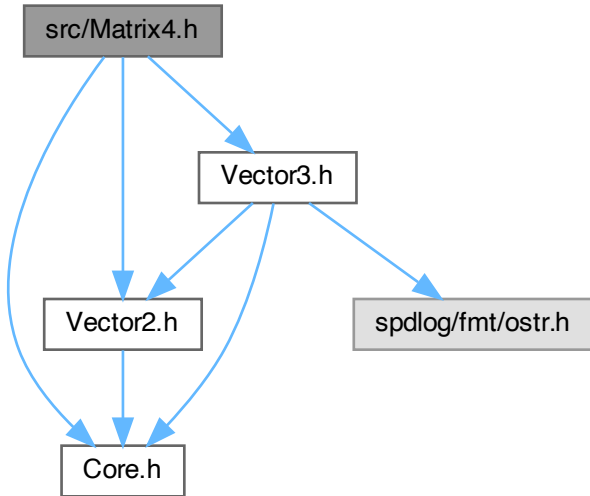 src/Matrix4.h
Vector3.h
Vector2.h
spdlog/fmt/ostr.h
Core.h